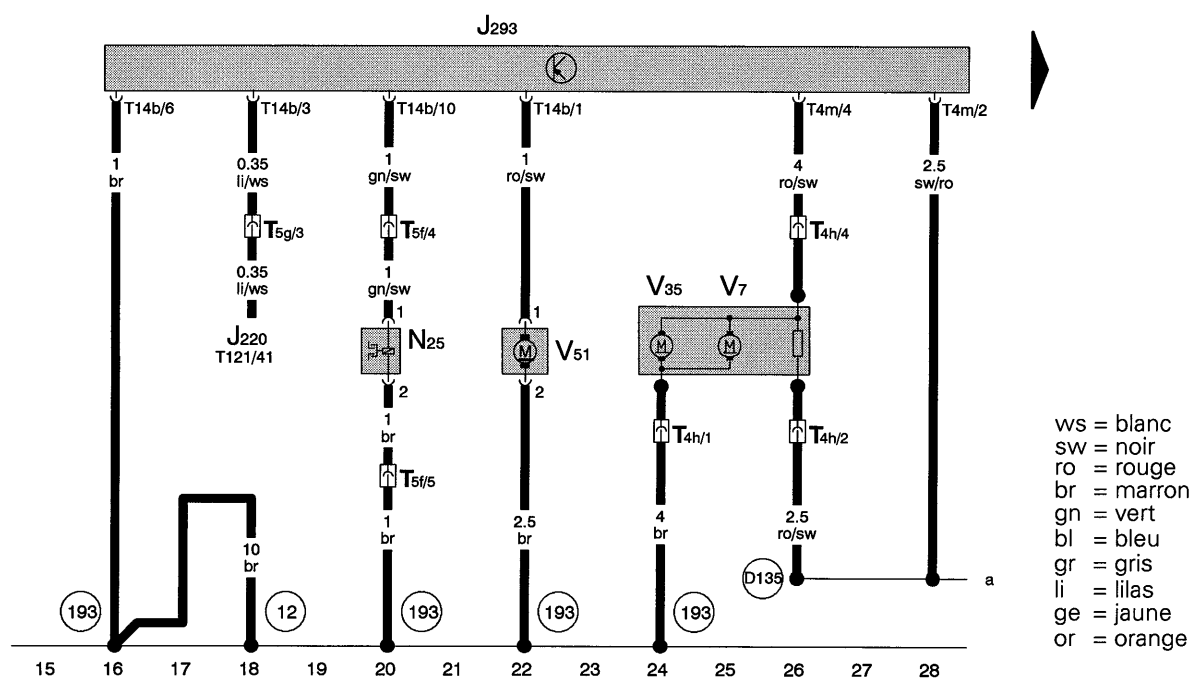 J293
T14b/6 T14b/3 T14b/10 T14b/1 T4m/4 T4m/2
1 br
0.35 li/ws
1 gn/sw
1 ro/sw
4 ro/sw
2.5 sw/ro
T5g/3 T5f/4 T4h/4
0.35 li/ws
1 gn/sw
V35 V7
J220
T121/41
1 N25 2
1 V51 2
M M M
1 br
T5f/5
T4h/1 T4h/2
10 br
1 br
2.5 br
4 br
2.5 ro/sw
D135 a
193 12 193 193 193
15 16 17 18 19 20 21 22 23 24 25 26 27 28
ws = blanc
sw = noir
ro = rouge
br = marron
gn = vert
bl = bleu
gr = gris
li = lilas
ge = jaune
or = orange